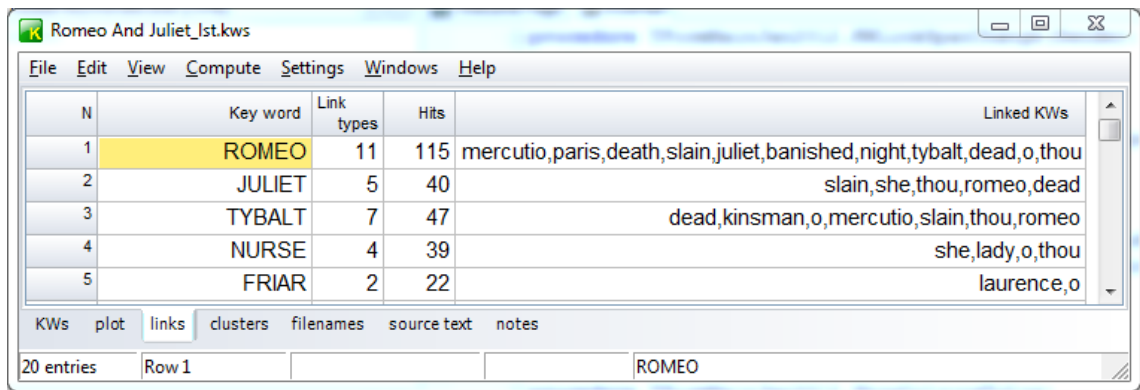 Romeo And Juliet_lst.kws
File Edit View Compute Settings Windows Help
N Key word Link types Hits Linked KWs
1 ROMEO 11 115 mercutio,paris,death,slain,juliet,banished,night,tybalt,dead,o,thou
2 JULIET 5 40 slain,she,thou,romeo,dead
3 TYBALT 7 47 dead,kinsman,o,mercutio,slain,thou,romeo
4 NURSE 4 39 she,lady,o,thou
5 FRIAR 2 22 laurence,o
KWs plot links clusters filenames source text notes
20 entries Row 1 ROMEO